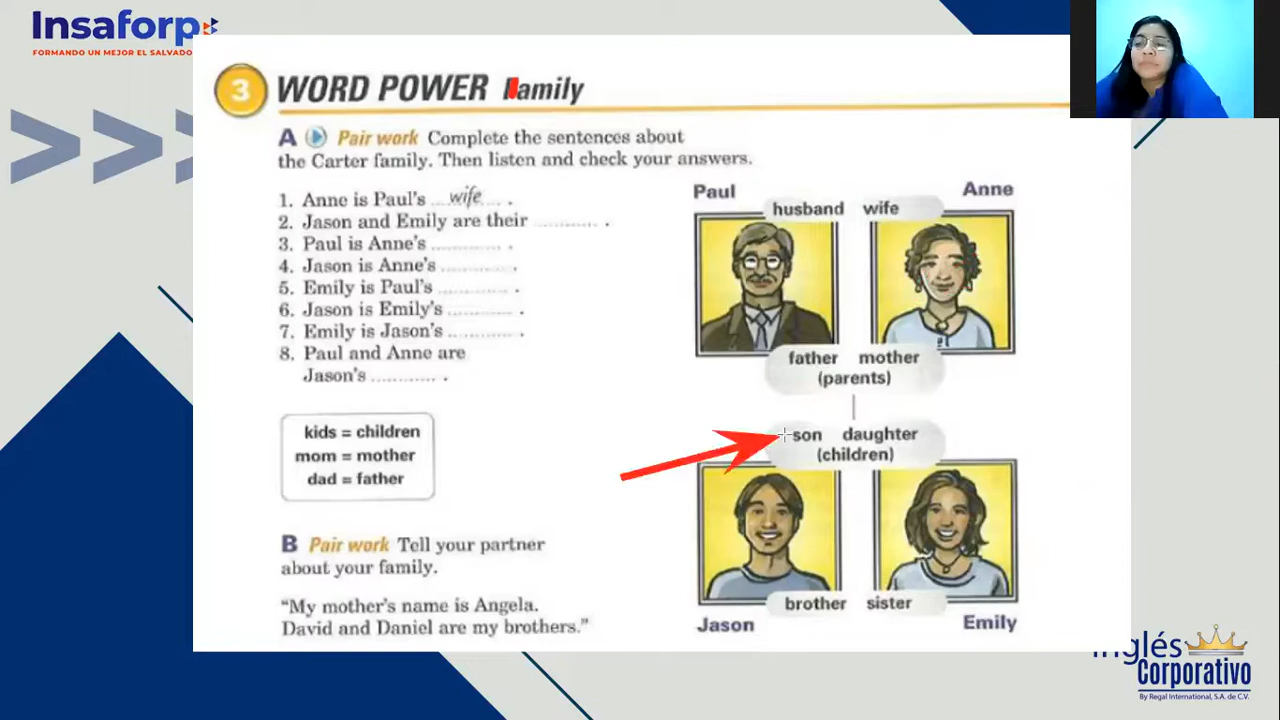 Insaforp
FORMANDO UN MEJOR EL SALVADOR
3 WORD POWER Family
A Pair work Complete the sentences about
the Carter family. Then listen and check your answers.
1. Anne is Paul's wife .
2. Jason and Emily are their ............ .
3. Paul is Anne's ............ .
4. Jason is Anne's ............ .
5. Emily is Paul's ............ .
6. Jason is Emily's ............ .
7. Emily is Jason's ............ .
8. Paul and Anne are
Jason's ............ .
kids = children
mom = mother
dad = father
B Pair work Tell your partner
about your family.
"My mother's name is Angela.
David and Daniel are my brothers."
Paul Anne
husband wife
father mother
(parents)
son daughter
(children)
brother sister
Jason Emily
Inglés
Corporativo
By Regal International, S.A. de C.V.